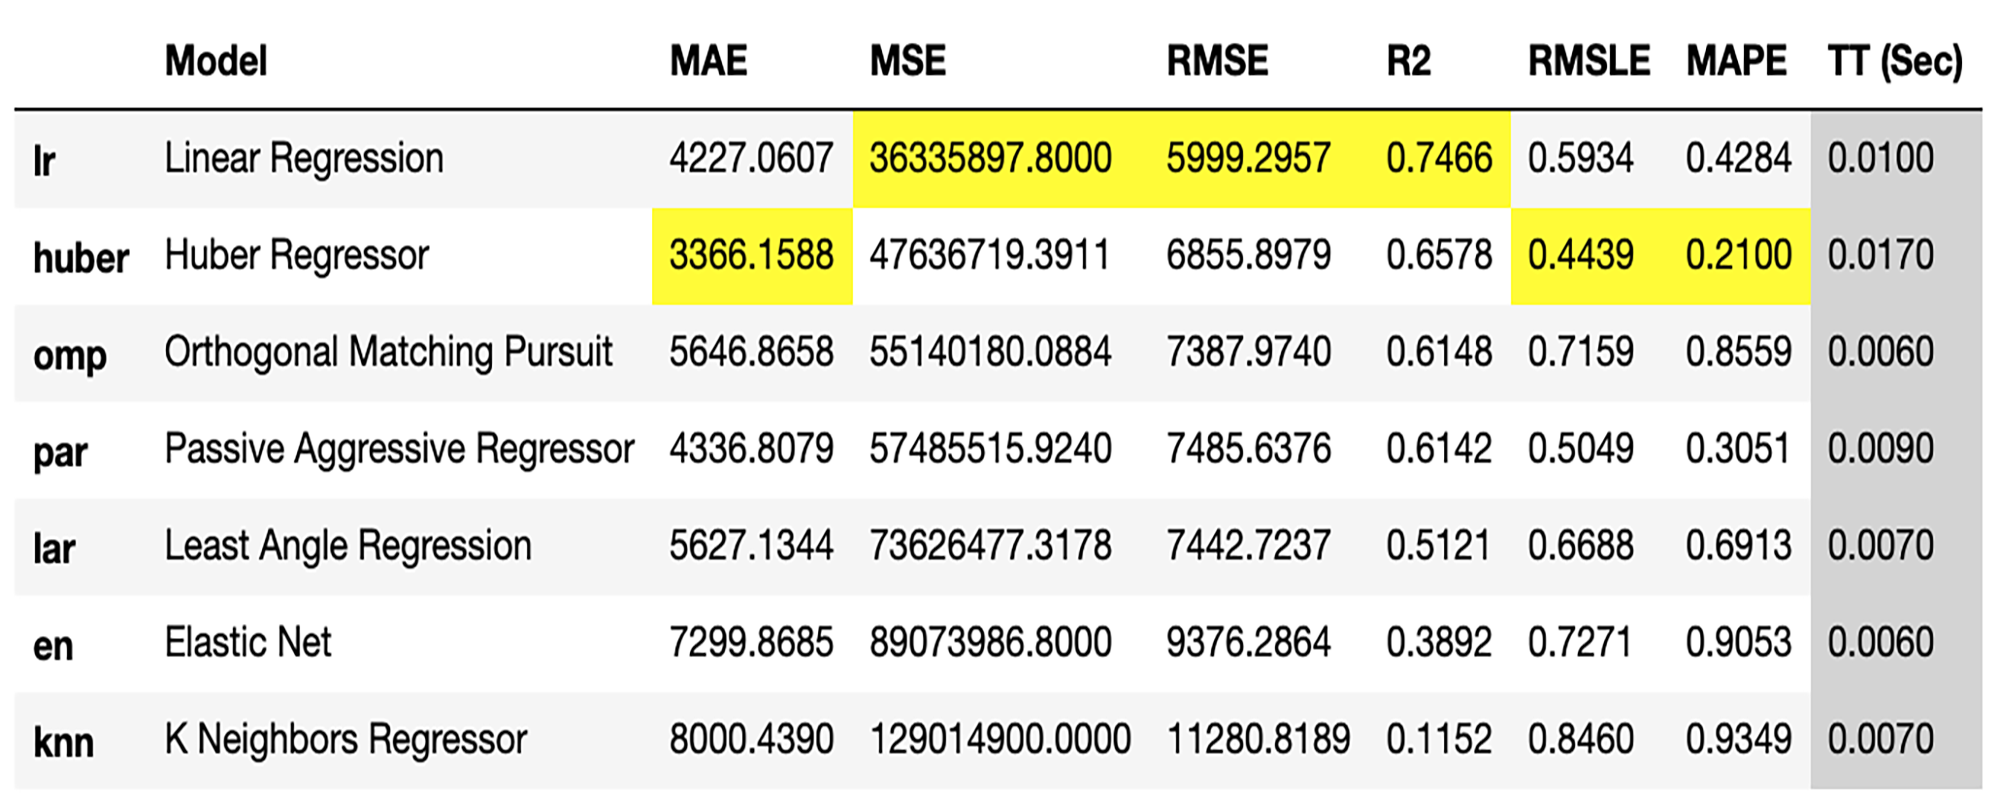 Model MAE MSE RMSE R2 RMSLE MAPE TT (Sec)
lr Linear Regression 4227.0607 36335897.8000 5999.2957 0.7466 0.5934 0.4284 0.0100
huber Huber Regressor 3366.1588 47636719.3911 6855.8979 0.6578 0.4439 0.2100 0.0170
omp Orthogonal Matching Pursuit 5646.8658 55140180.0884 7387.9740 0.6148 0.7159 0.8559 0.0060
par Passive Aggressive Regressor 4336.8079 57485515.9240 7485.6376 0.6142 0.5049 0.3051 0.0090
lar Least Angle Regression 5627.1344 73626477.3178 7442.7237 0.5121 0.6688 0.6913 0.0070
en Elastic Net 7299.8685 89073986.8000 9376.2864 0.3892 0.7271 0.9053 0.0060
knn K Neighbors Regressor 8000.4390 129014900.0000 11280.8189 0.1152 0.8460 0.9349 0.0070